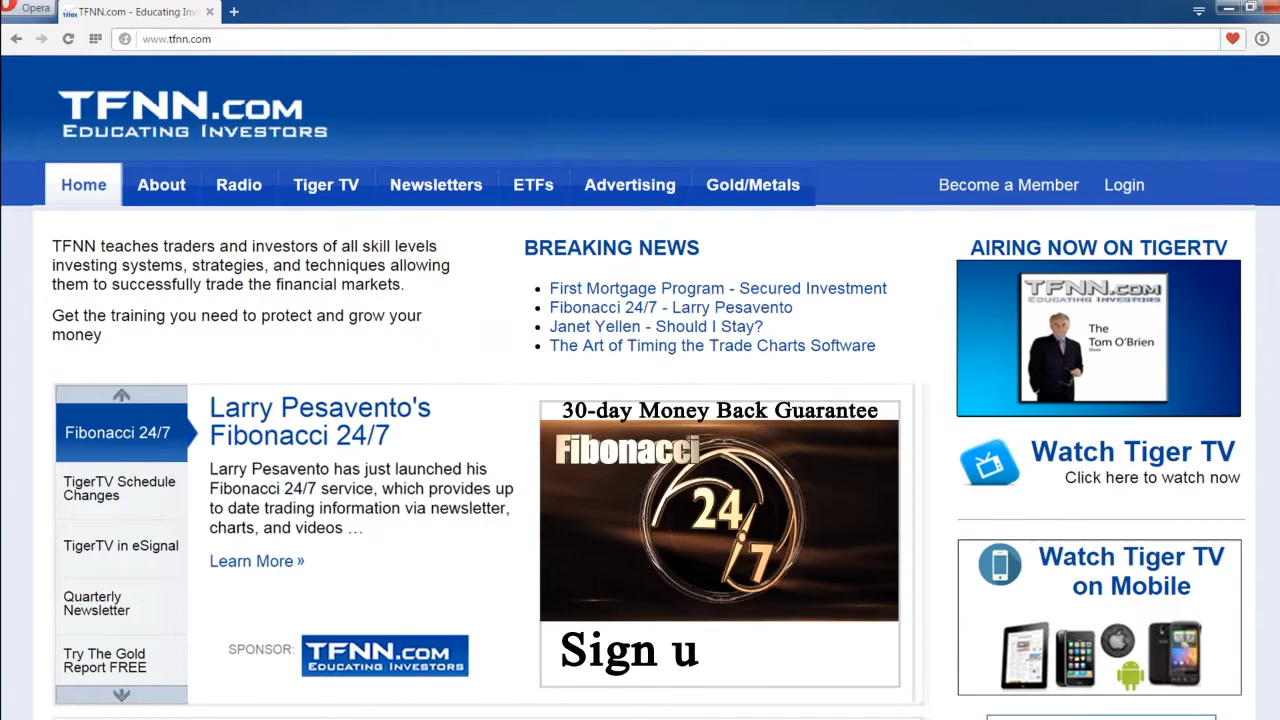 Opera
TFNN.com - Educating Inv
www.tfnn.com
TFNN.COM
EDUCATING INVESTORS
Home
About
Radio
Tiger TV
Newsletters
ETFs
Advertising
Gold/Metals
Become a Member
Login
TFNN teaches traders and investors of all skill levels
investing systems, strategies, and techniques allowing
them to successfully trade the financial markets.
Get the training you need to protect and grow your
money
BREAKING NEWS
First Mortgage Program - Secured Investment
Fibonacci 24/7 - Larry Pesavento
Janet Yellen - Should I Stay?
The Art of Timing the Trade Charts Software
AIRING NOW ON TIGERTV
TFNN.COM
EDUCATING INVESTORS
The
Tom O'Brien
Show
Watch Tiger TV
Click here to watch now
Watch Tiger TV
on Mobile
Fibonacci 24/7
TigerTV Schedule
Changes
TigerTV in eSignal
Quarterly
Newsletter
Try The Gold
Report FREE
Larry Pesavento's
Fibonacci 24/7
Larry Pesavento has just launched his
Fibonacci 24/7 service, which provides up
to date trading information via newsletter,
charts, and videos …
Learn More »
SPONSOR:
TFNN.COM
EDUCATING INVESTORS
30-day Money Back Guarantee
Fibonacci
24
7
Sign u